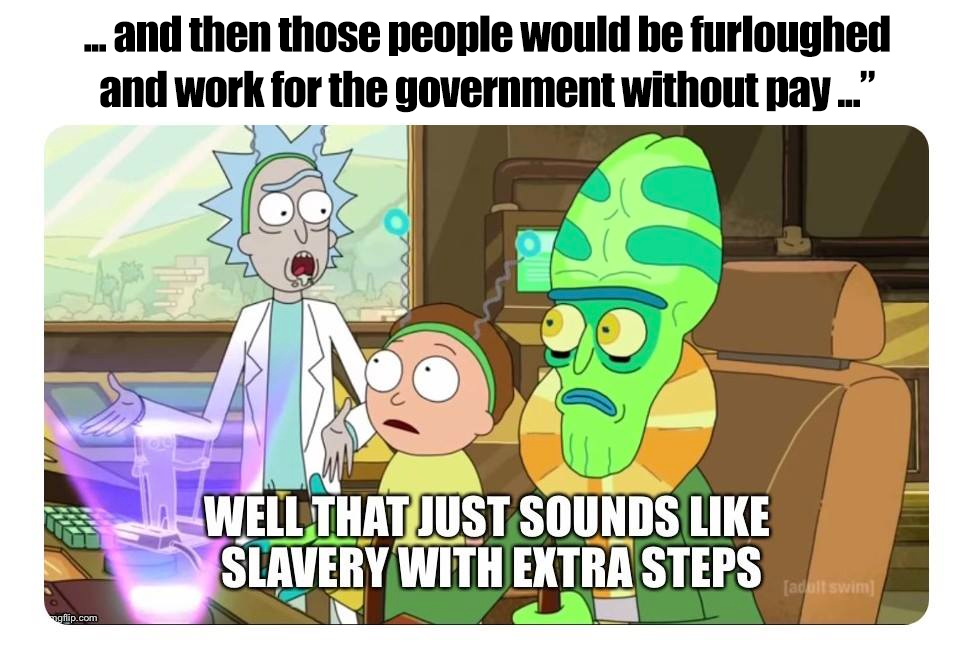 ... and then those people would be furloughed
and work for the government without pay ...”
WELL THAT JUST SOUNDS LIKE
SLAVERY WITH EXTRA STEPS
[adult swim]
imgflip.com